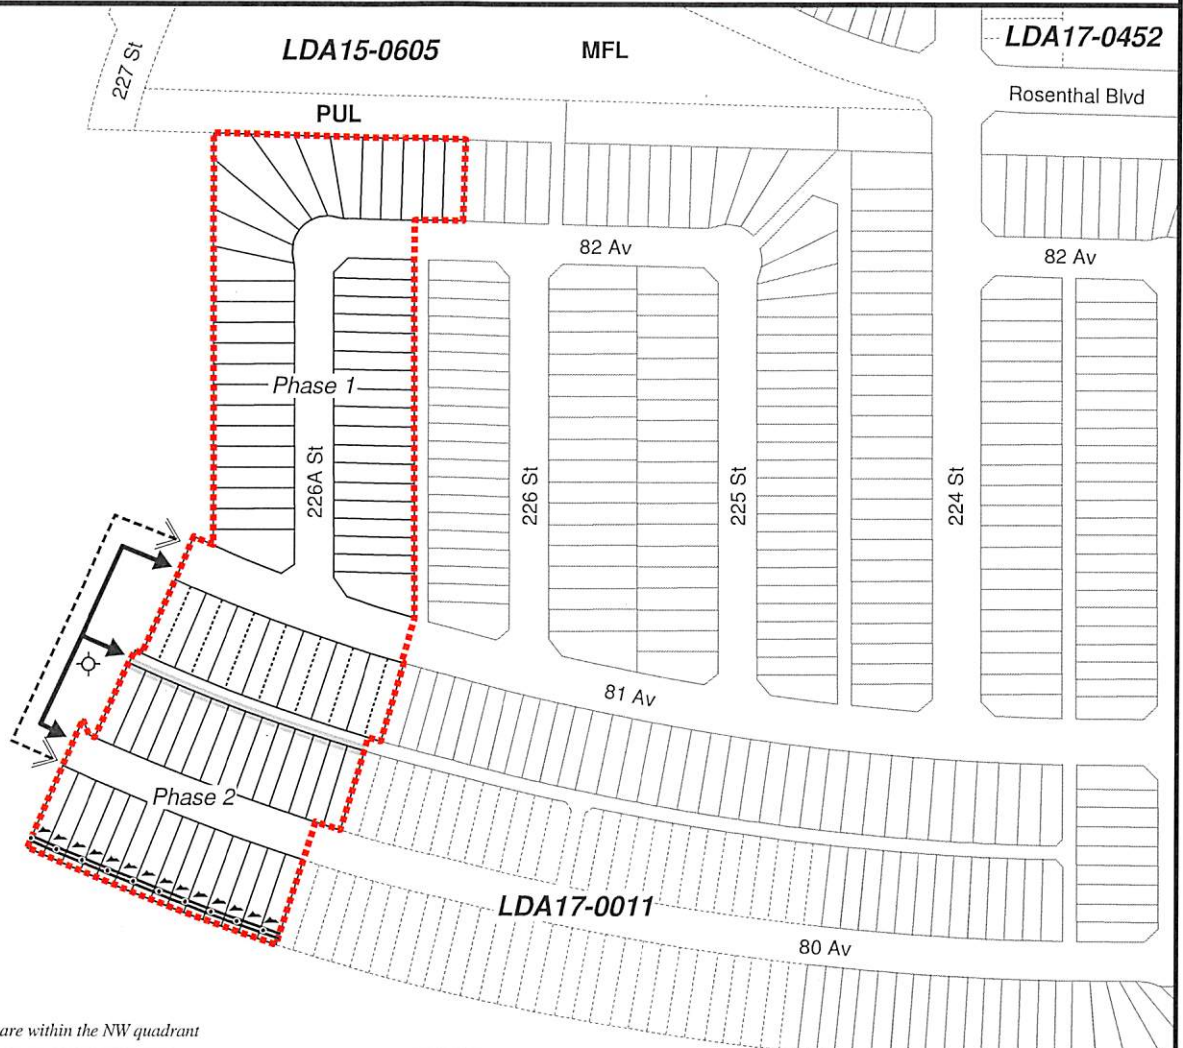 227 St
LDA15-0605
MFL
LDA17-0452
Rosenthal Blvd
PUL
82 Av
82 Av
Phase 1
226A St
226 St
225 St
224 St
81 Av
Phase 2
LDA17-0011
80 Av
are within the NW quadrant